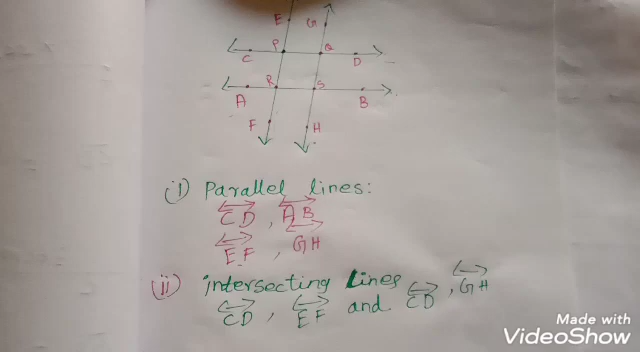 E G
P Q
C D
R S
A B
F H
(i) Parallel lines:
CD, AB
EF, GH
(ii) intersecting Lines
CD, EF and CD, GH
Made with
VideoShow